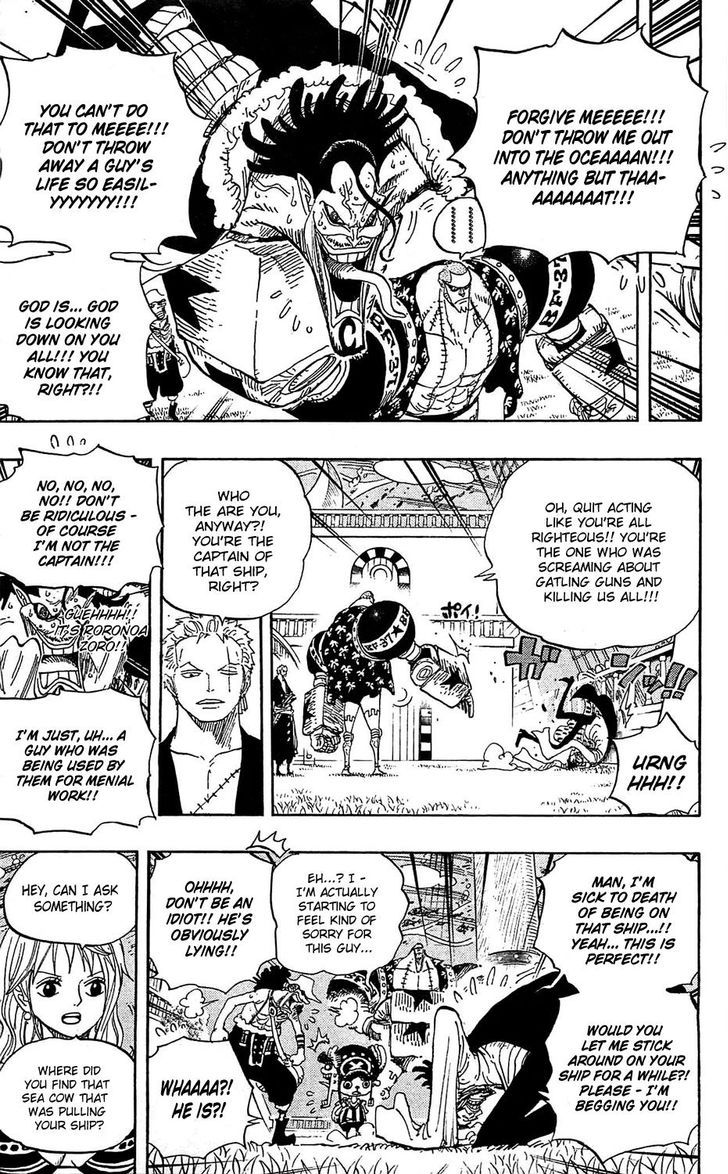 FORGIVE MEEEEE!!!
DON'T THROW ME OUT
INTO THE OCEAAAAN!!!
ANYTHING BUT THAA-
AAAAAAAAT!!!
!!
YOU CAN'T DO
THAT TO MEEEE!!!
DON'T THROW
AWAY A GUY'S
LIFE SO EASIL-
YYYYYYY!!!
GOD IS... GOD
IS LOOKING
DOWN ON YOU
ALL!!! YOU
KNOW THAT,
RIGHT?!!
C
OH, QUIT ACTING
LIKE YOU'RE ALL
RIGHTEOUS!! YOU'RE
THE ONE WHO WAS
SCREAMING ABOUT
GATLING GUNS AND
KILLING US ALL!!!
ポイ!
URNG
HHH!!
WHO
THE ARE YOU,
ANYWAY?!
YOU'RE THE
CAPTAIN OF
THAT SHIP,
RIGHT?
NO, NO, NO,
NO!! DON'T
BE RIDICULOUS -
OF COURSE
I'M NOT THE
CAPTAIN!!!
GUEHHHH!!
IT'S RORONOA
ZORO!!
I'M JUST, UH... A
GUY WHO WAS
BEING USED BY
THEM FOR MENIAL
WORK!!
MAN, I'M
SICK TO DEATH
OF BEING ON
THAT SHIP...!!
YEAH... THIS IS
PERFECT!!
WOULD YOU
LET ME STICK
AROUND ON YOUR
SHIP FOR A WHILE?!
PLEASE - I'M
BEGGING YOU!!
EH...? I -
I'M ACTUALLY
STARTING TO
FEEL KIND OF
SORRY FOR
THIS GUY...
OHHHH,
DON'T BE AN
IDIOT!! HE'S
OBVIOUSLY
LYING!!
WHAAAA?!
HE IS?!
HEY, CAN I ASK
SOMETHING?
WHERE DID
YOU FIND THAT
SEA COW THAT
WAS PULLING
YOUR SHIP?